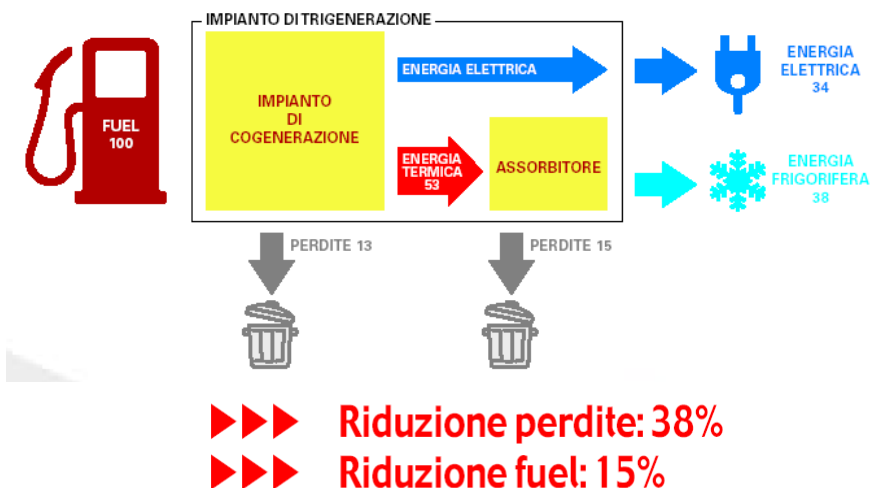 IMPIANTO DI TRIGENERAZIONE
FUEL
100
IMPIANTO
DI
COGENERAZIONE
ENERGIA ELETTRICA
ENERGIA
ELETTRICA
34
ENERGIA
TERMICA
53
ASSORBITORE
ENERGIA
FRIGORIFERA
38
PERDITE 13
PERDITE 15
Riduzione perdite: 38%
Riduzione fuel: 15%